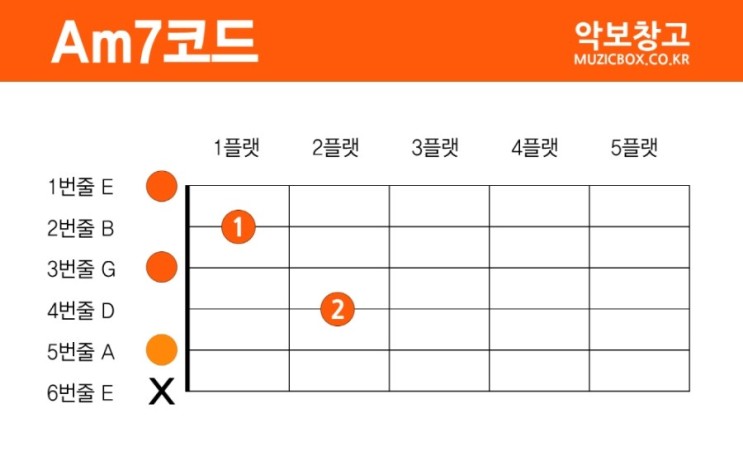 Am7코드
악보창고
MUZICBOX.CO.KR
1플랫 2플랫 3플랫 4플랫 5플랫
1번줄 E
2번줄 B
1
3번줄 G
4번줄 D
2
5번줄 A
6번줄 E X